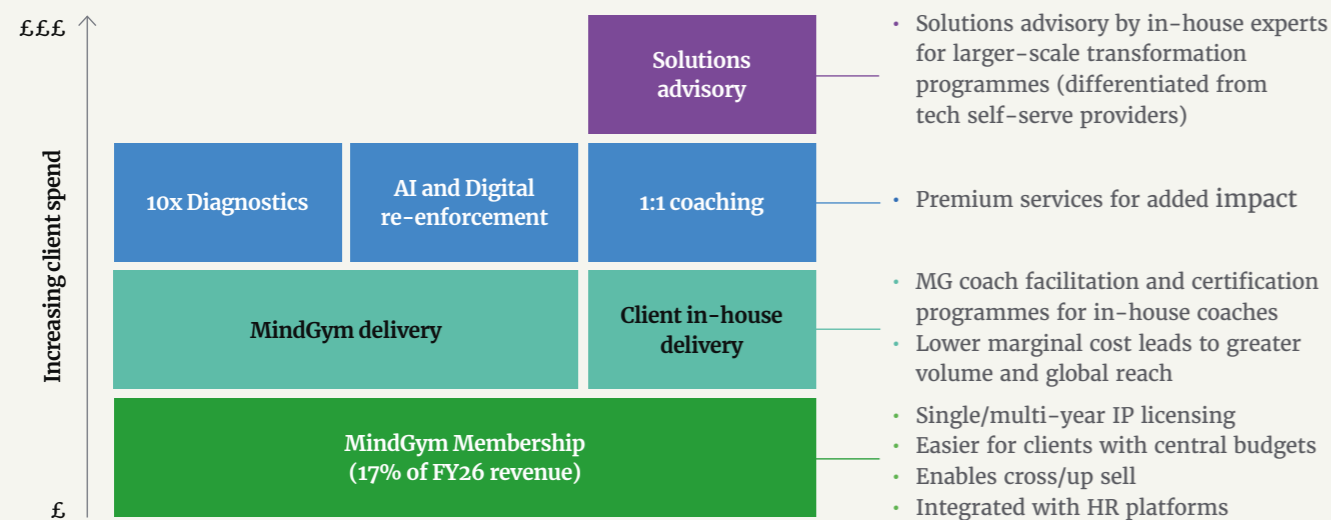 £££
Increasing client spend
£
Solutions
advisory
• Solutions advisory by in-house experts
for larger-scale transformation
programmes (differentiated from
tech self-serve providers)
10x Diagnostics
AI and Digital
re-enforcement
1:1 coaching
• Premium services for added impact
MindGym delivery
Client in-house
delivery
• MG coach facilitation and certification
programmes for in-house coaches
• Lower marginal cost leads to greater
volume and global reach
MindGym Membership
(17% of FY26 revenue)
• Single/multi-year IP licensing
• Easier for clients with central budgets
• Enables cross/up sell
• Integrated with HR platforms